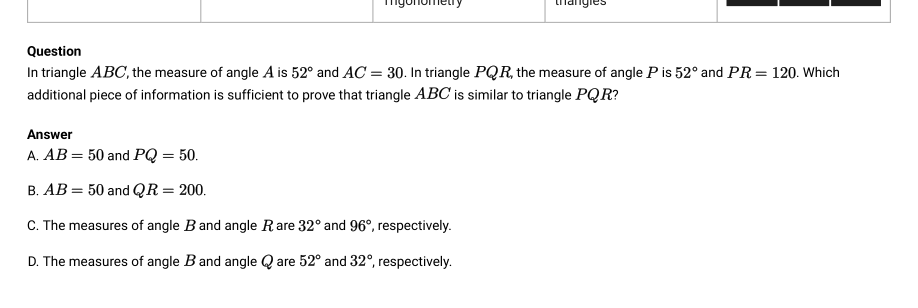 Trigonometry
triangles
Question
In triangle ABC, the measure of angle A is 52° and AC = 30. In triangle PQR, the measure of angle P is 52° and PR = 120. Which
additional piece of information is sufficient to prove that triangle ABC is similar to triangle PQR?
Answer
A. AB = 50 and PQ = 50.
B. AB = 50 and QR = 200.
C. The measures of angle B and angle R are 32° and 96°, respectively.
D. The measures of angle B and angle Q are 52° and 32°, respectively.